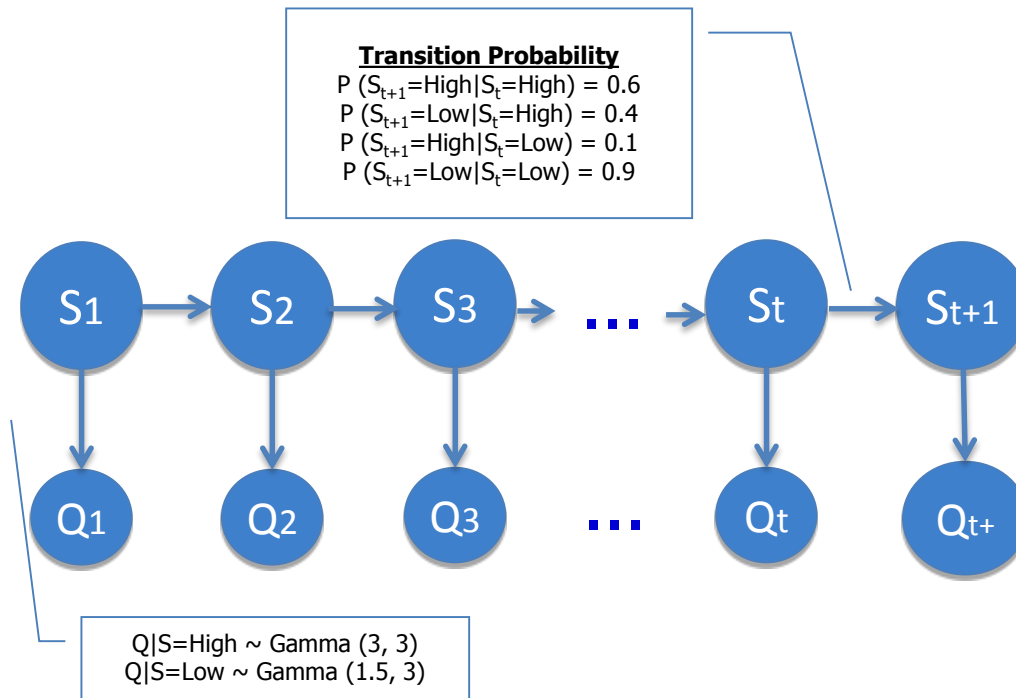 Transition Probability
P (St+1=High|St=High) = 0.6
P (St+1=Low|St=High) = 0.4
P (St+1=High|St=Low) = 0.1
P (St+1=Low|St=Low) = 0.9
S1 S2 S3 ... St St+1
Q1 Q2 Q3 ... Qt Qt+
Q|S=High ~ Gamma (3, 3)
Q|S=Low ~ Gamma (1.5, 3)